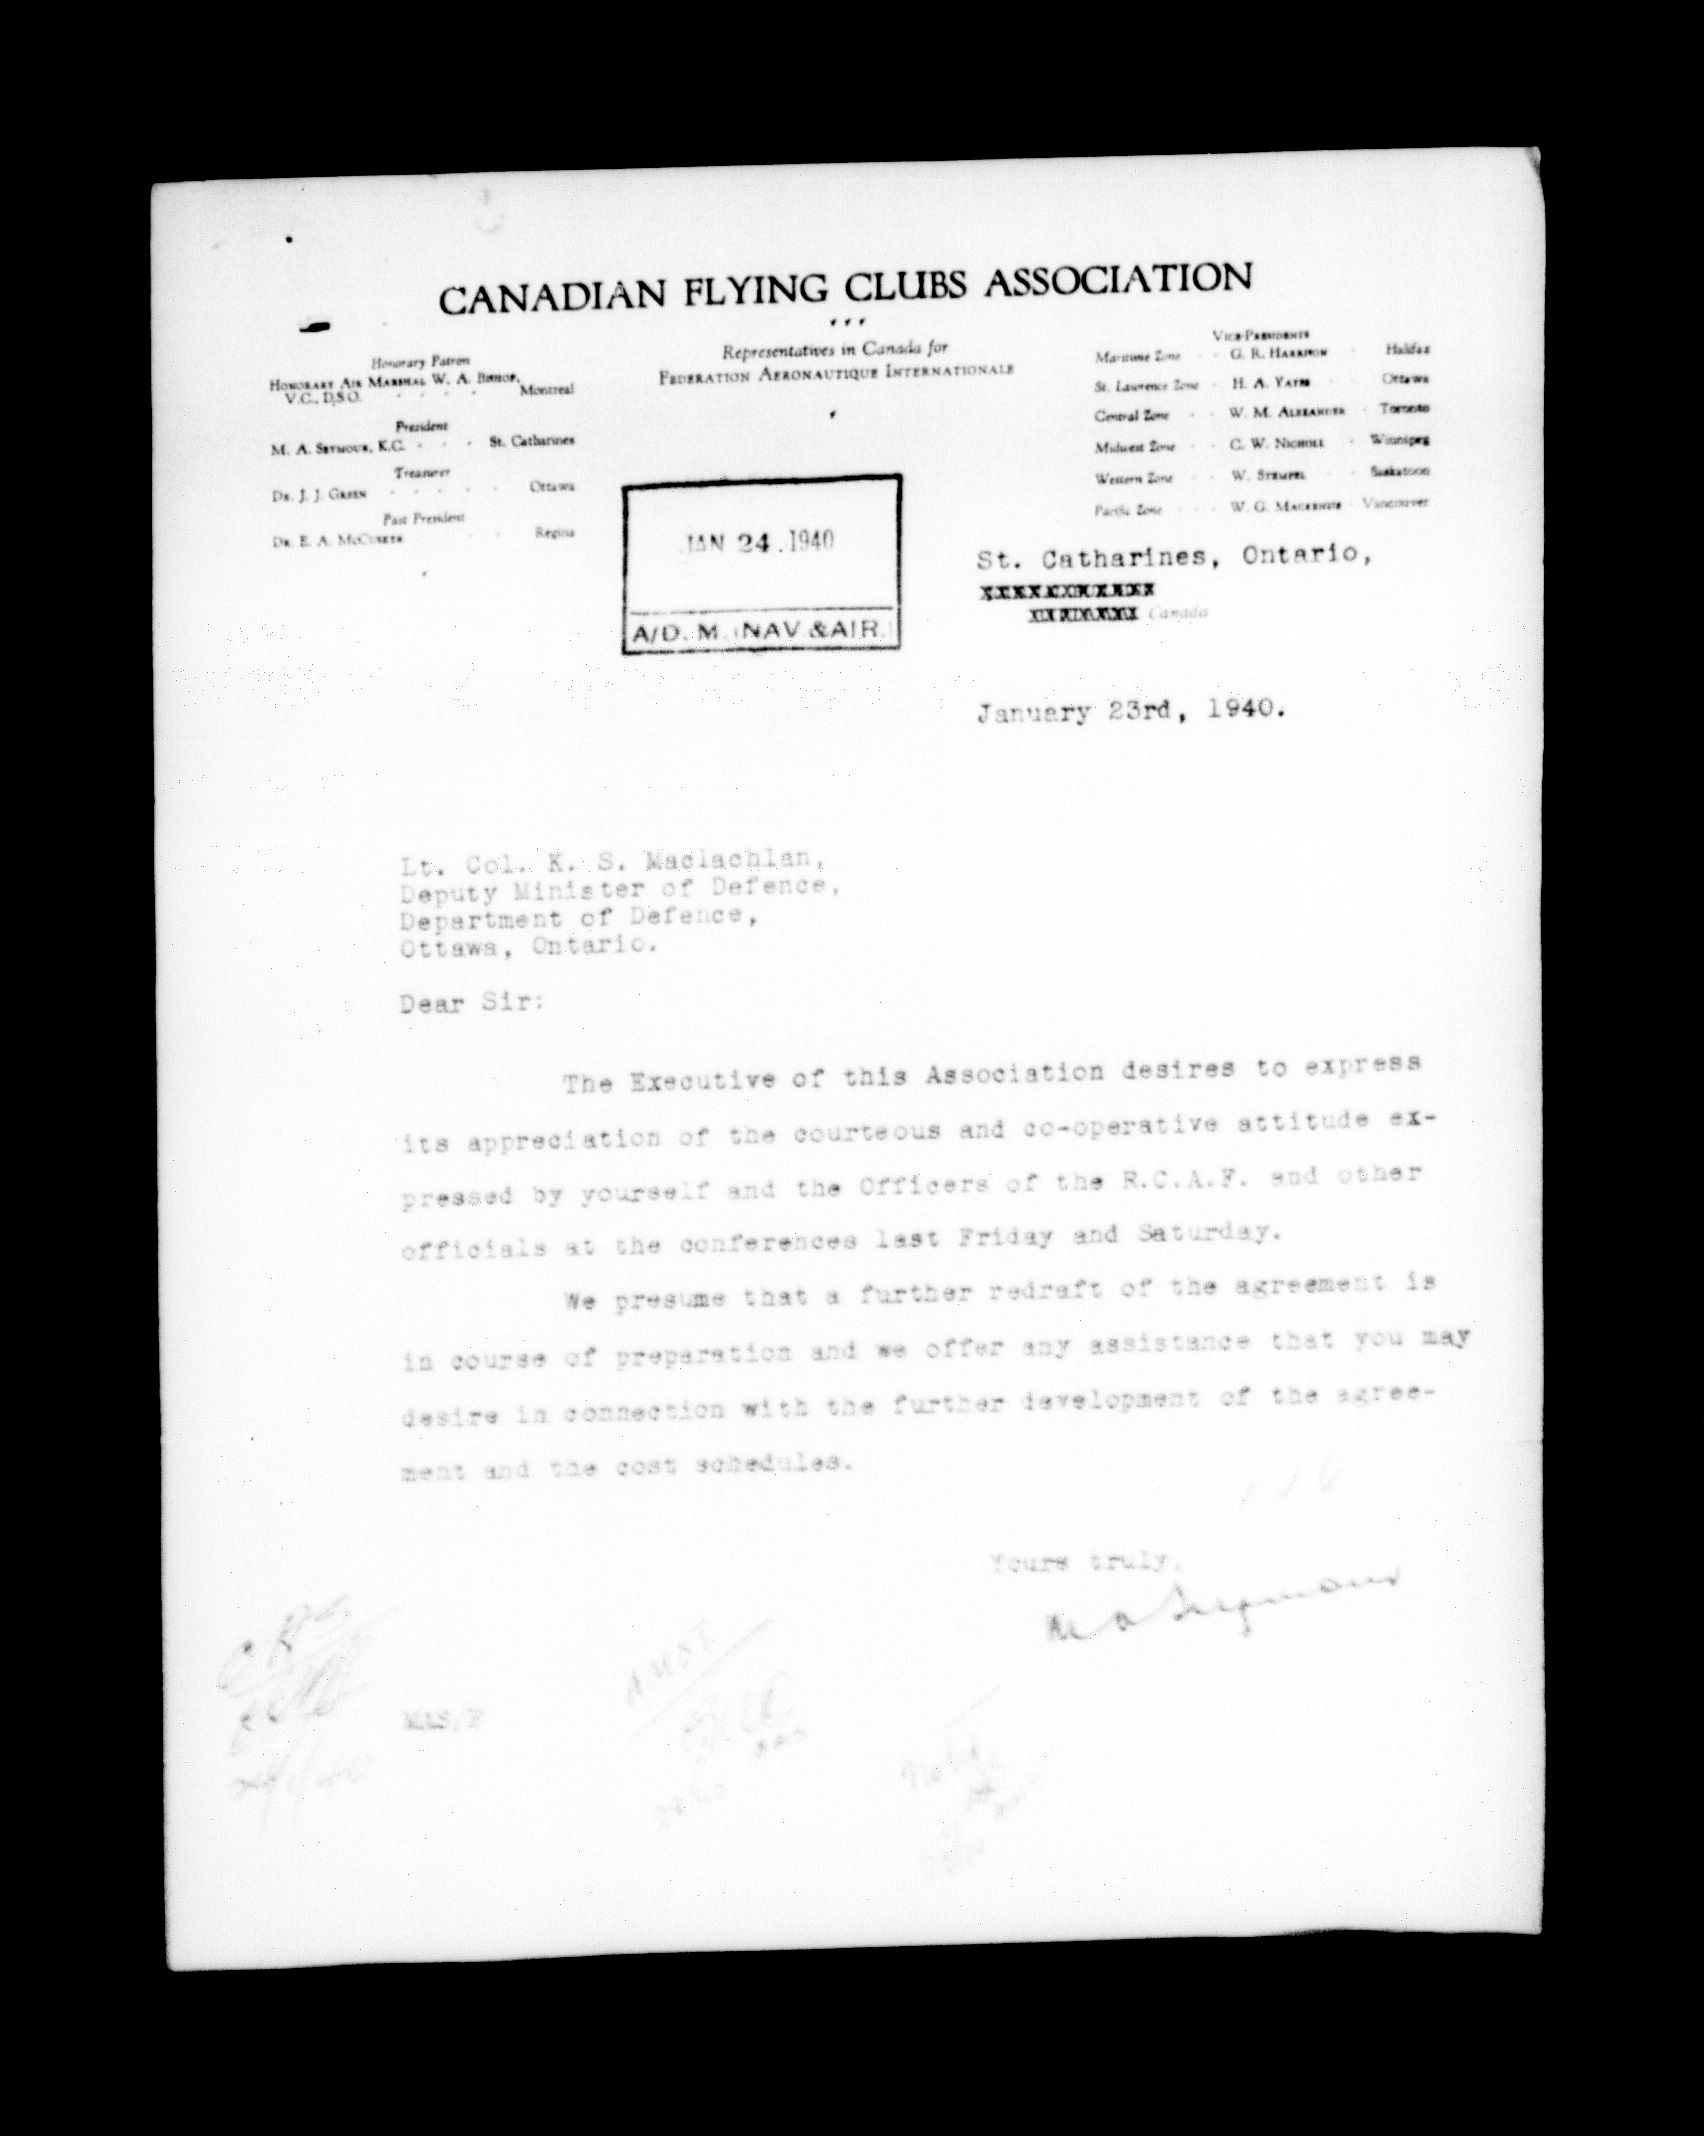 CANADIAN FLYING CLUBS ASSOCIATION
Representatives in Canada for
FEDERATION AERONAUTIQUE INTERNATIONALE
Honorary Patron
HONORARY AIR MARSHAL W. A. BISHOP,
V.C., D.S.O. - - - - Montreal
President
M. A. SEYMOUR, K.C. - - - St. Catharines
Treasurer
DR. J. J. GREEN - - - - - Ottawa
Past President
DR. E. A. McCUSKER - - Regina
VICE-PRESIDENTS
Maritime Zone - - G. R. HARRISON - Halifax
St. Lawrence Zone - H. A. YATES - Ottawa
Central Zone - - W. M. ALEXANDER - Toronto
Midwest Zone - - C. W. NICHOLL - Winnipeg
Western Zone - - W. STEMPEL - - Saskatoon
Pacific Zone - - - W. G. MACKENZIE - Vancouver
JAN 24 1940
A/D. M. (NAV & AIR)
St. Catharines, Ontario,
Canada
January 23rd, 1940.
Lt. Col. K. S. Maclachlan,
Deputy Minister of Defence,
Department of Defence,
Ottawa, Ontario.
Dear Sir:
The Executive of this Association desires to express
its appreciation of the courteous and co-operative attitude ex-
pressed by yourself and the Officers of the R.C.A.F. and other
officials at the conferences last Friday and Saturday.
We presume that a further redraft of the agreement is
in course of preparation and we offer any assistance that you may
desire in connection with the further development of the agree-
ment and the cost schedules.
Yours truly,
M A Seymour
MAS/F